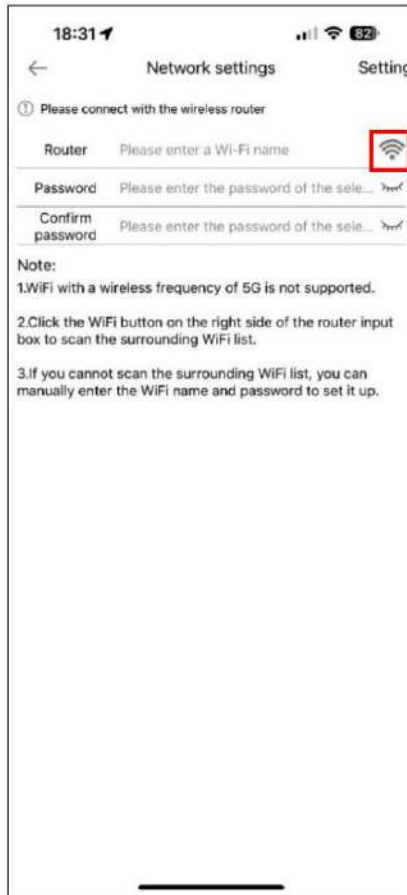 18:31
82
Network settings
Setting
Please connect with the wireless router
Router Please enter a Wi-Fi name
Password Please enter the password of the sele...
Confirm
password Please enter the password of the sele...
Note:
1.WiFi with a wireless frequency of 5G is not supported.
2.Click the WiFi button on the right side of the router input
box to scan the surrounding WiFi list.
3.If you cannot scan the surrounding WiFi list, you can
manually enter the WiFi name and password to set it up.